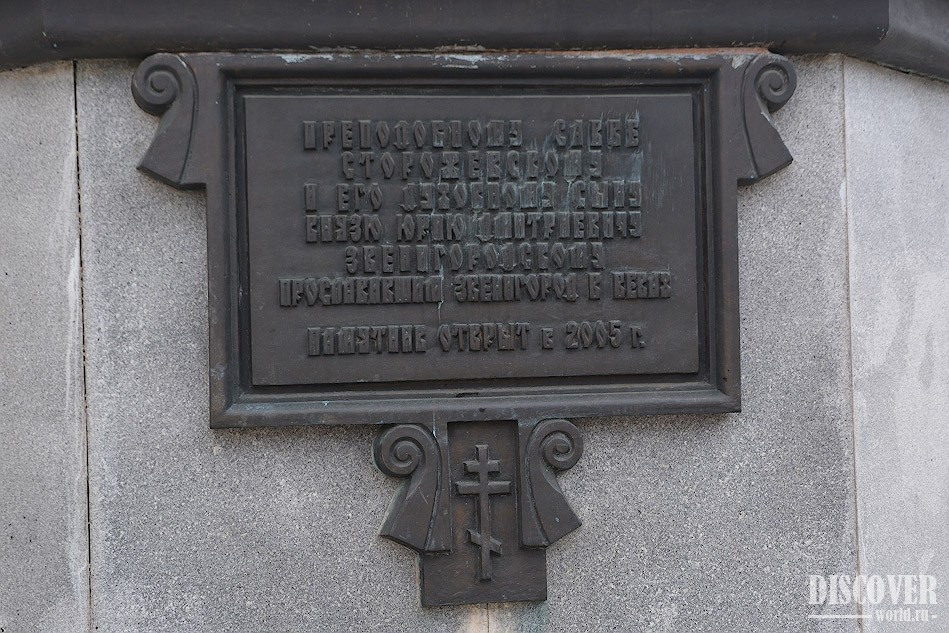 ПРЕПОДОБНОМУ САВВЕ
СТОРОЖЕВСКОМУ
И ЕГО ДУХОВНОМУ СЫНУ
КНЯЗЮ ЮРИЮ ДМИТРИЕВИЧУ
ЗВЕНИГОРОДСКОМУ
ПРОСЛАВИВШИМ ЗВЕНИГОРОД В ВЕКАХ
ПАМЯТНИК ОТКРЫТ в 2005 г.
DISCOVER
world.ru